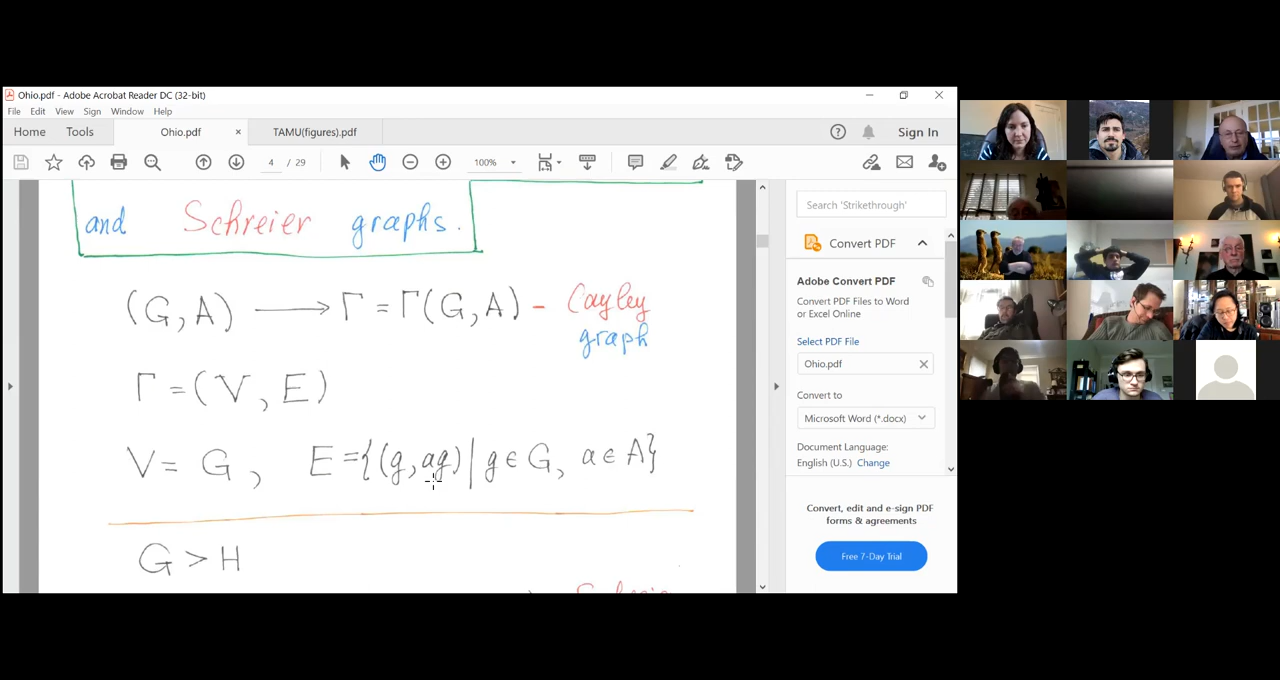 Ohio.pdf - Adobe Acrobat Reader DC (32-bit)
File Edit View Sign Window Help
Home Tools Ohio.pdf × TAMU(figures).pdf Sign In
4 / 29 100%
and Schreier graphs.
(G, A) ⟶ Γ = Γ(G, A) - Cayley
graph
Γ = (V, E)
V = G, E = {(g, ag) | g ∈ G, a ∈ A}
G > H
Search 'Strikethrough'
Convert PDF
Adobe Convert PDF
Convert PDF Files to Word
or Excel Online
Select PDF File
Ohio.pdf
Convert to
Microsoft Word (*.docx)
Document Language:
English (U.S.) Change
Convert, edit and e-sign PDF
forms & agreements
Free 7-Day Trial